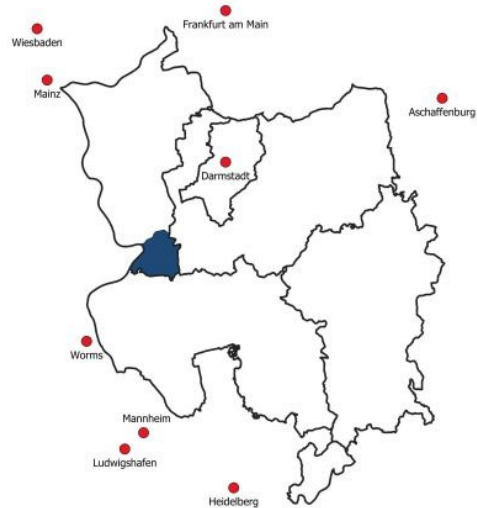 Frankfurt am Main
Wiesbaden
Mainz
Aschaffenburg
Darmstadt
Worms
Mannheim
Ludwigshafen
Heidelberg